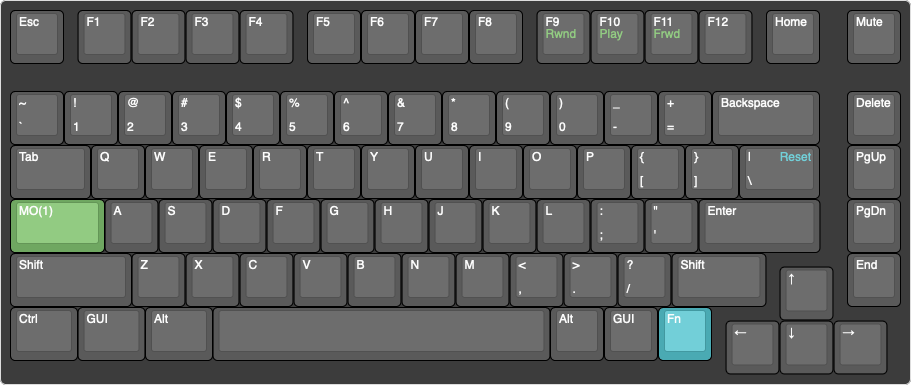 Esc F1 F2 F3 F4 F5 F6 F7 F8 F9 F10 F11 F12 Home Mute
Rwnd Play Frwd
~ ! @ # $ % ^ & * ( ) _ + Backspace Delete
` 1 2 3 4 5 6 7 8 9 0 - =
Tab Q W E R T Y U I O P { } | Reset PgUp
[ ] \
MO(1) A S D F G H J K L : " Enter PgDn
; '
Shift Z X C V B N M < > ? Shift End
, . /
↑
Ctrl GUI Alt Alt GUI Fn
← ↓ →